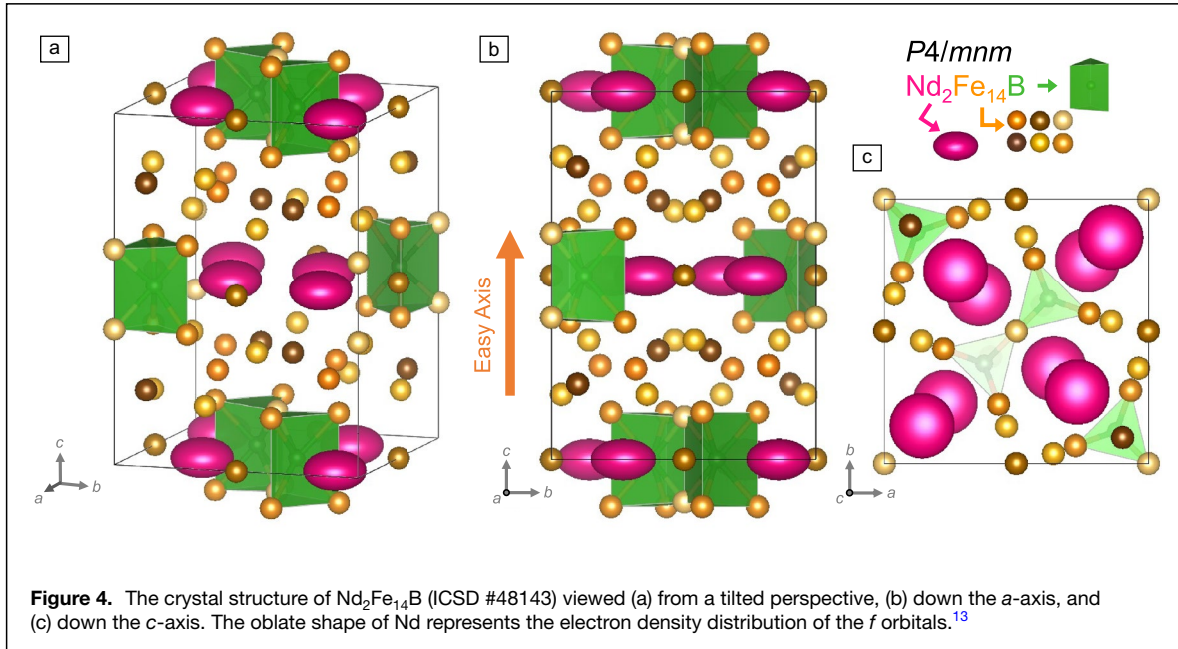 a
b
P4/mnm
Nd₂Fe₁₄B
c
Easy Axis
c
a
b
c
a
b
b
c
a
Figure 4. The crystal structure of Nd₂Fe₁₄B (ICSD #48143) viewed (a) from a tilted perspective, (b) down the a-axis, and
(c) down the c-axis. The oblate shape of Nd represents the electron density distribution of the f orbitals.¹³